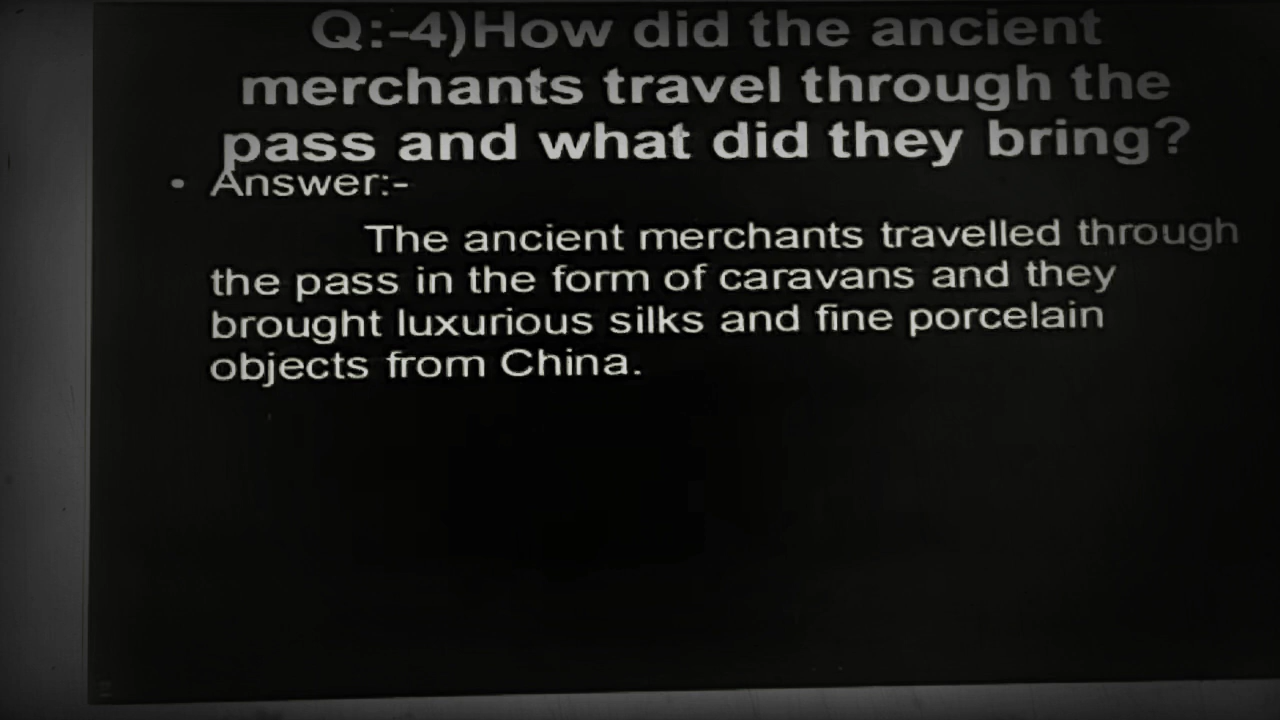 Q:-4)How did the ancient
merchants travel through the
pass and what did they bring?
• Answer:-
The ancient merchants travelled through
the pass in the form of caravans and they
brought luxurious silks and fine porcelain
objects from China.